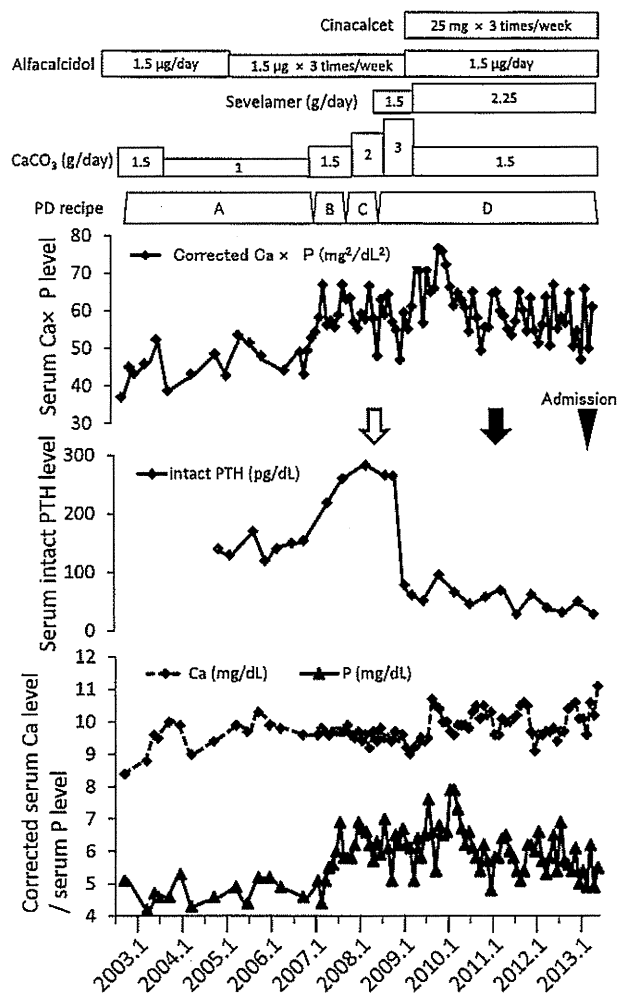 Cinacalcet 25 mg × 3 times/week
Alfacalcidol 1.5 μg/day 1.5 μg × 3 times/week 1.5 μg/day
Sevelamer (g/day) 1.5 2.25
CaCO₃ (g/day) 1.5 1 1.5 2 3 1.5
PD recipe A B C D
Serum Ca× P level
80
70
60
50
40
30
Corrected Ca × P (mg²/dL²)
Admission
Serum intact PTH level
300
200
100
0
intact PTH (pg/dL)
Corrected serum Ca level
/ serum P level
12
11
10
9
8
7
6
5
4
Ca (mg/dL) P (mg/dL)
2003.1 2004.1 2005.1 2006.1 2007.1 2008.1 2009.1 2010.1 2011.1 2012.1 2013.1